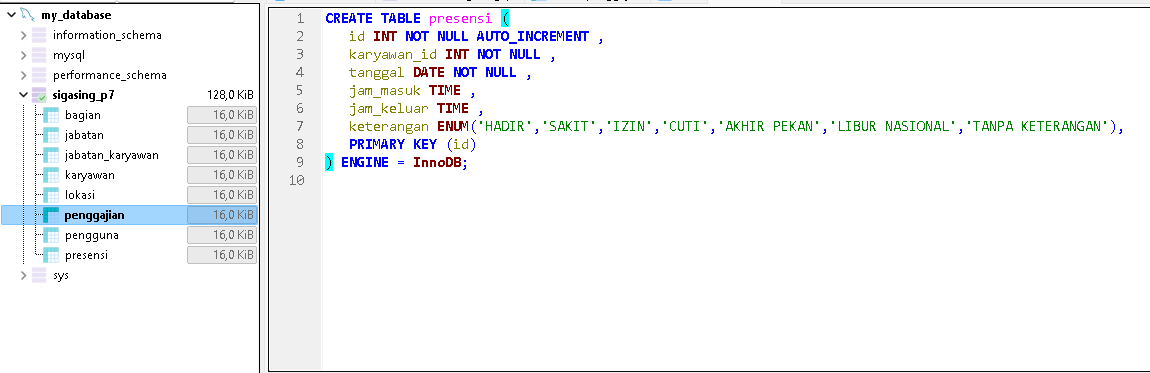 my_database
information_schema
mysql
performance_schema
sigasing_p7 128,0 KiB
bagian 16,0 KiB
jabatan 16,0 KiB
jabatan_karyawan 16,0 KiB
karyawan 16,0 KiB
lokasi 16,0 KiB
penggajian 16,0 KiB
pengguna 16,0 KiB
presensi 16,0 KiB
sys
1 CREATE TABLE presensi (
2 id INT NOT NULL AUTO_INCREMENT ,
3 karyawan_id INT NOT NULL ,
4 tanggal DATE NOT NULL ,
5 jam_masuk TIME ,
6 jam_keluar TIME ,
7 keterangan ENUM('HADIR','SAKIT','IZIN','CUTI','AKHIR PEKAN','LIBUR NASIONAL','TANPA KETERANGAN'),
8 PRIMARY KEY (id)
9 ) ENGINE = InnoDB;
10